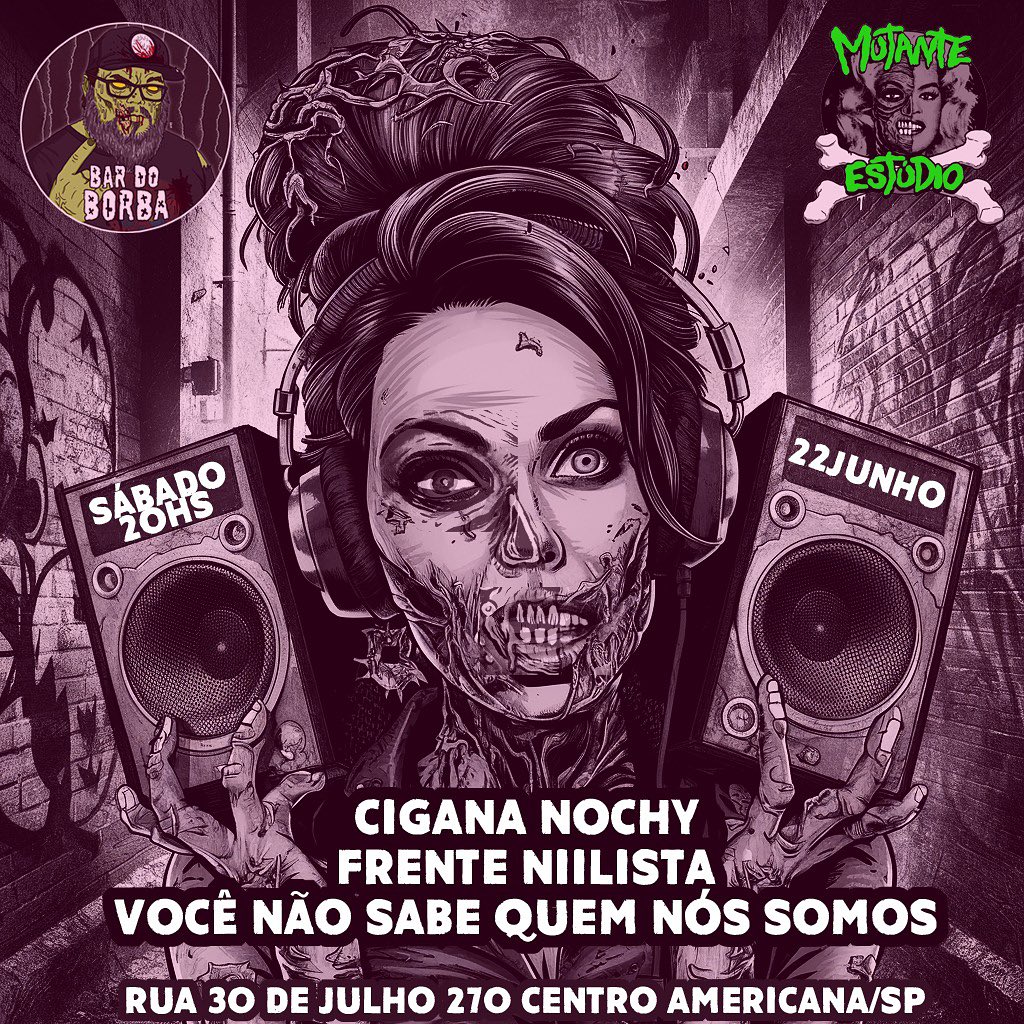 BAR DO
BORBA
MUTANTE
ESTÚDIO
SÁBADO
20HS
22JUNHO
CIGANA NOCHY
FRENTE NIILISTA
VOCÊ NÃO SABE QUEM NÓS SOMOS
RUA 30 DE JULHO 270 CENTRO AMERICANA/SP